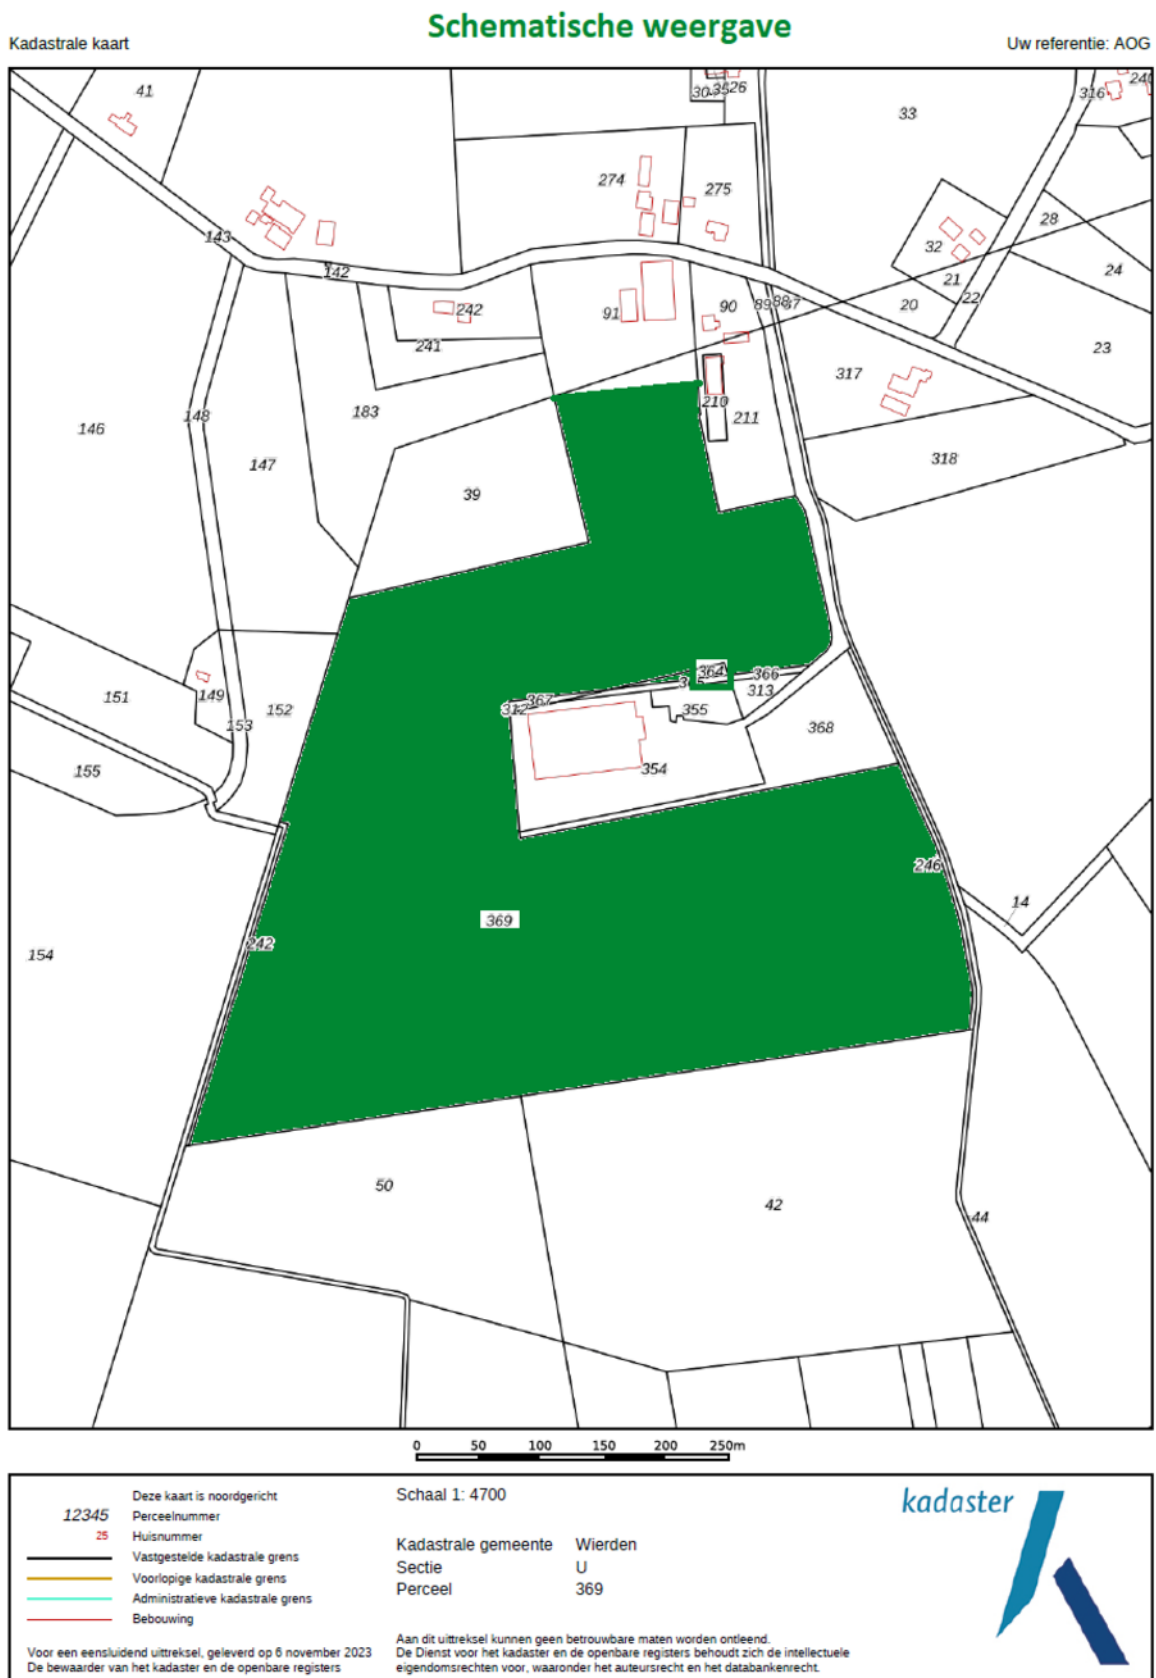 Schematische weergave
Kadastrale kaart
Uw referentie: AOG
41
26
33
316
274
275
28
143
32
24
142
21
22
20
242
91
90
89
23
241
317
148
183
210
211
146
147
318
39
364
366
313
367
312
355
151
149
152
153
368
155
354
246
14
369
154
242
50
42
44
0 50 100 150 200 250m
Deze kaart is noordgericht
12345 Perceelnummer
25 Huisnummer
Vastgestelde kadastrale grens
Voorlopige kadastrale grens
Administratieve kadastrale grens
Bebouwing
Voor een eensluidend uittreksel, geleverd op 6 november 2023
De bewaarder van het kadaster en de openbare registers
Schaal 1: 4700
Kadastrale gemeente Wierden
Sectie U
Perceel 369
Aan dit uittreksel kunnen geen betrouwbare maten worden ontleend.
De Dienst voor het kadaster en de openbare registers behoudt zich de intellectuele
eigendomsrechten voor, waaronder het auteursrecht en het databankenrecht.
kadaster